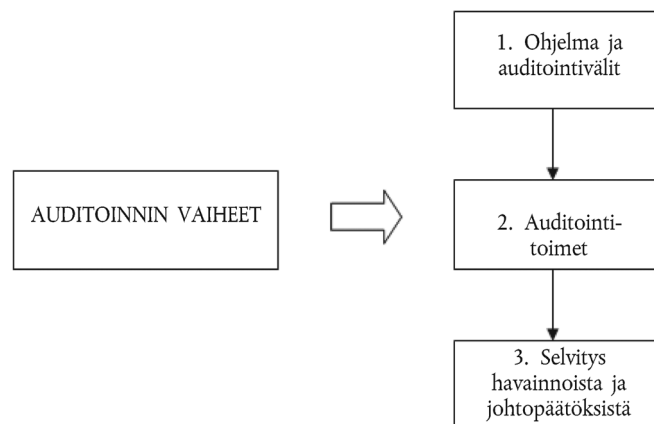 1. Ohjelma ja
auditointivälit
AUDITOINNIN VAIHEET
2. Auditointi-
toimet
3. Selvitys
havainnoista ja
johtopäätöksistä